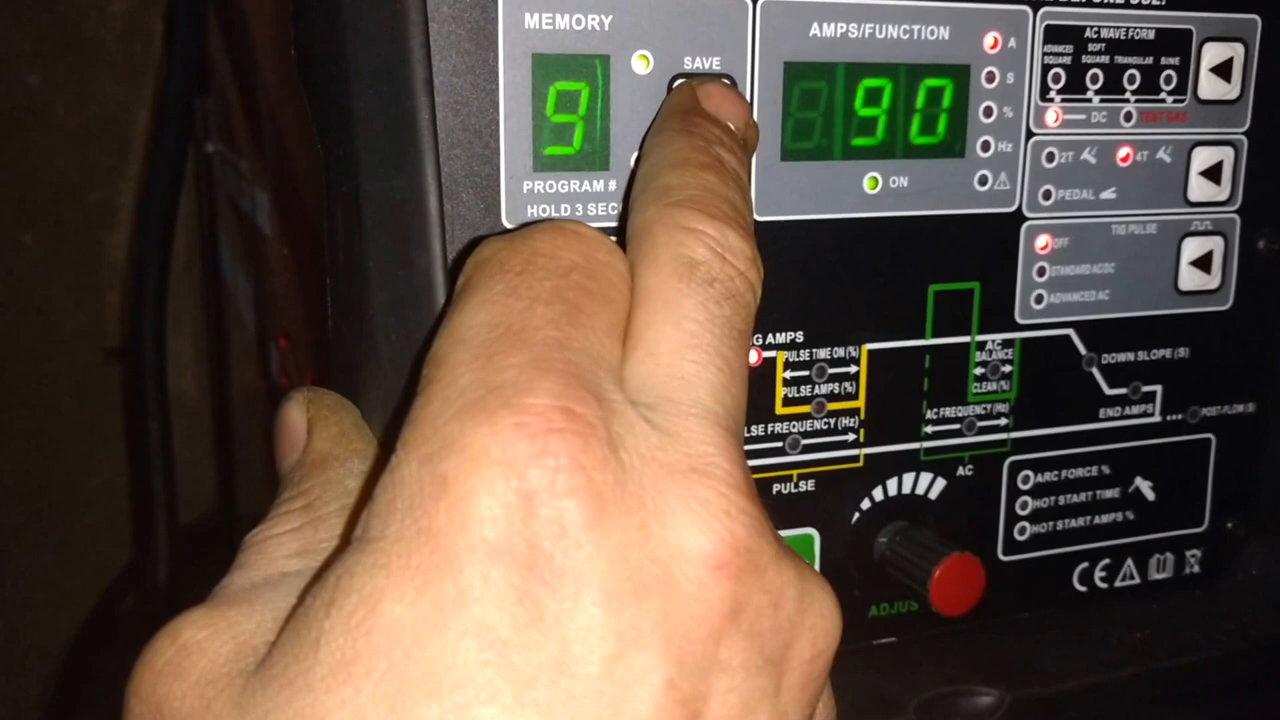 MEMORY
9
SAVE
PROGRAM #
HOLD 3 SEC
AMPS/FUNCTION
90
A
S
%
Hz
ON
AC WAVE FORM
ADVANCED SQUARE
SOFT SQUARE
TRIANGULAR
SINE
DC
TEST GAS
2T
4T
PEDAL
TIG PULSE
OFF
STANDARD AC/DC
ADVANCED AC
AMPS
PULSE TIME ON (%)
PULSE AMPS (%)
FREQUENCY (Hz)
PULSE
AC
BALANCE
CLEAN (%)
AC FREQUENCY (Hz)
AC
DOWN SLOPE (S)
END AMPS
POST-FLOW (S)
ARC FORCE %
HOT START TIME
HOT START AMPS %
ADJUS
CE